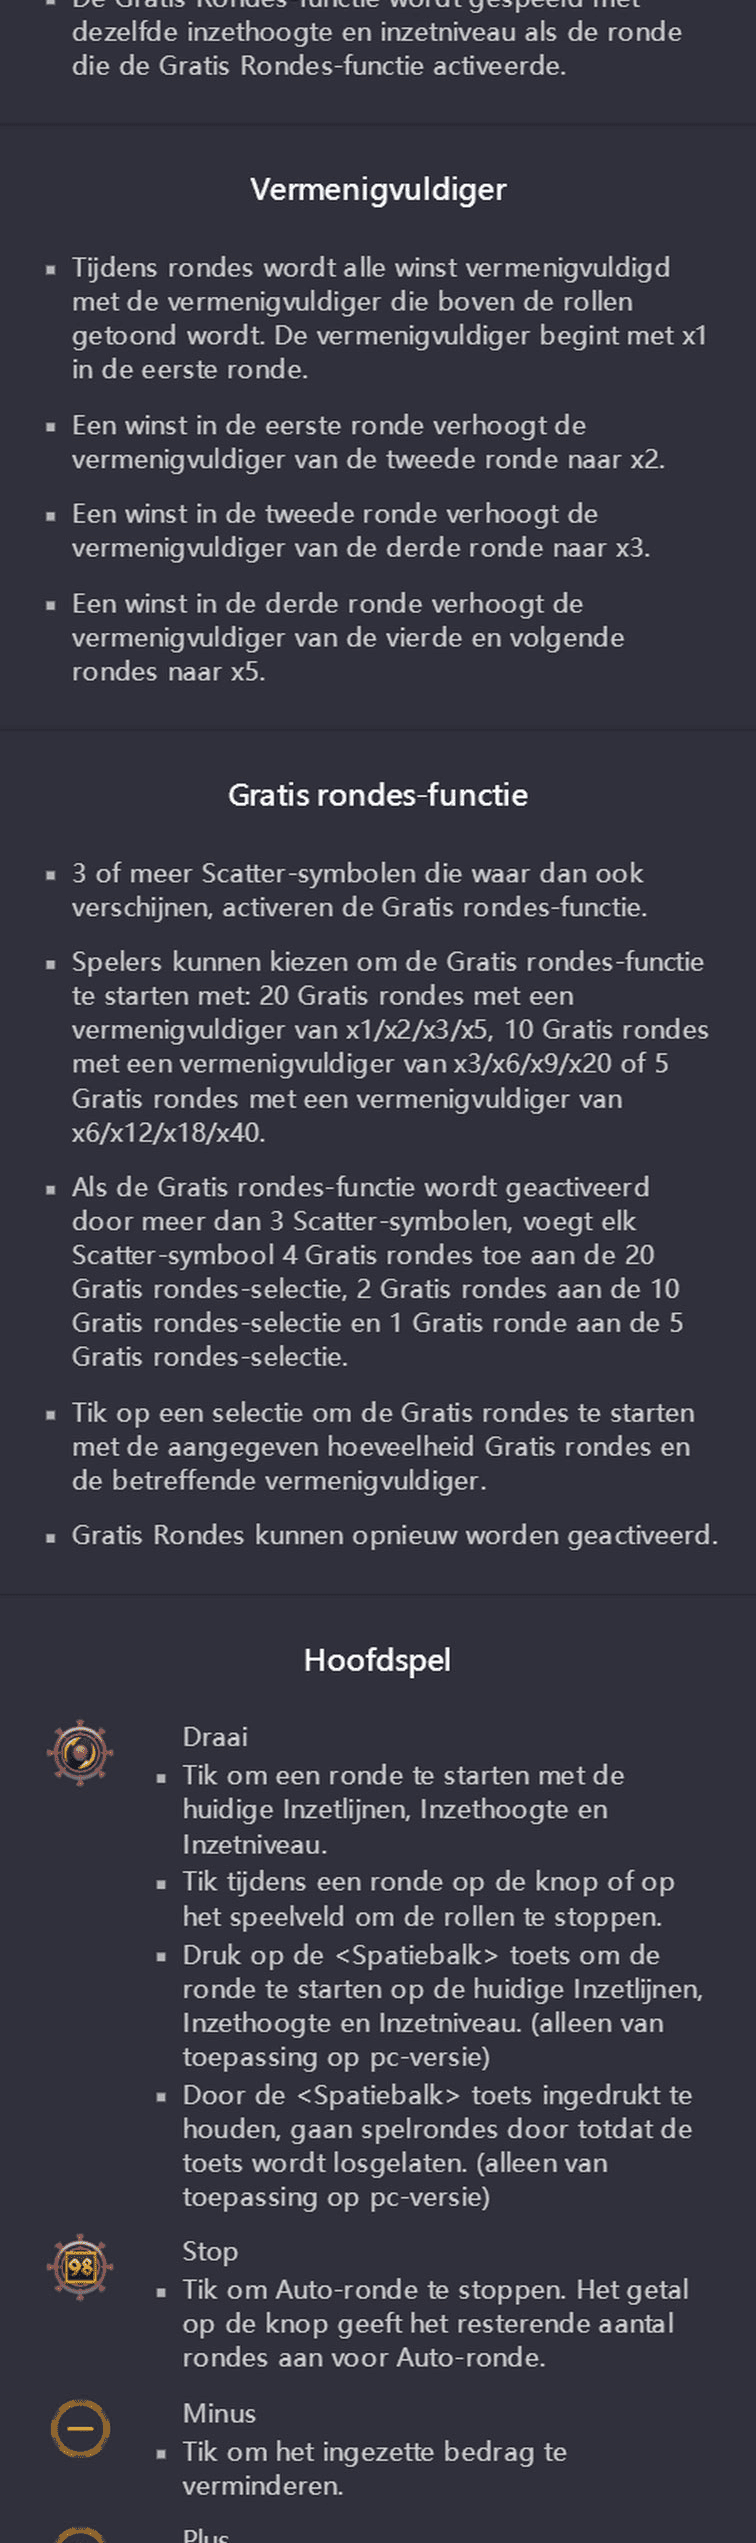 De Gratis Rondes-functie wordt gespeeld met
dezelfde inzethoogte en inzetniveau als de ronde
die de Gratis Rondes-functie activeerde.
Vermenigvuldiger
Tijdens rondes wordt alle winst vermenigvuldigd
met de vermenigvuldiger die boven de rollen
getoond wordt. De vermenigvuldiger begint met x1
in de eerste ronde.
Een winst in de eerste ronde verhoogt de
vermenigvuldiger van de tweede ronde naar x2.
Een winst in de tweede ronde verhoogt de
vermenigvuldiger van de derde ronde naar x3.
Een winst in de derde ronde verhoogt de
vermenigvuldiger van de vierde en volgende
rondes naar x5.
Gratis rondes-functie
3 of meer Scatter-symbolen die waar dan ook
verschijnen, activeren de Gratis rondes-functie.
Spelers kunnen kiezen om de Gratis rondes-functie
te starten met: 20 Gratis rondes met een
vermenigvuldiger van x1/x2/x3/x5, 10 Gratis rondes
met een vermenigvuldiger van x3/x6/x9/x20 of 5
Gratis rondes met een vermenigvuldiger van
x6/x12/x18/x40.
Als de Gratis rondes-functie wordt geactiveerd
door meer dan 3 Scatter-symbolen, voegt elk
Scatter-symbool 4 Gratis rondes toe aan de 20
Gratis rondes-selectie, 2 Gratis rondes aan de 10
Gratis rondes-selectie en 1 Gratis ronde aan de 5
Gratis rondes-selectie.
Tik op een selectie om de Gratis rondes te starten
met de aangegeven hoeveelheid Gratis rondes en
de betreffende vermenigvuldiger.
Gratis Rondes kunnen opnieuw worden geactiveerd.
Hoofdspel
Draai
Tik om een ronde te starten met de
huidige Inzetlijnen, Inzethoogte en
Inzetniveau.
Tik tijdens een ronde op de knop of op
het speelveld om de rollen te stoppen.
Druk op de <Spatiebalk> toets om de
ronde te starten op de huidige Inzetlijnen,
Inzethoogte en Inzetniveau. (alleen van
toepassing op pc-versie)
Door de <Spatiebalk> toets ingedrukt te
houden, gaan spelrondes door totdat de
toets wordt losgelaten. (alleen van
toepassing op pc-versie)
98
Stop
Tik om Auto-ronde te stoppen. Het getal
op de knop geeft het resterende aantal
rondes aan voor Auto-ronde.
Minus
Tik om het ingezette bedrag te
verminderen.
Plus